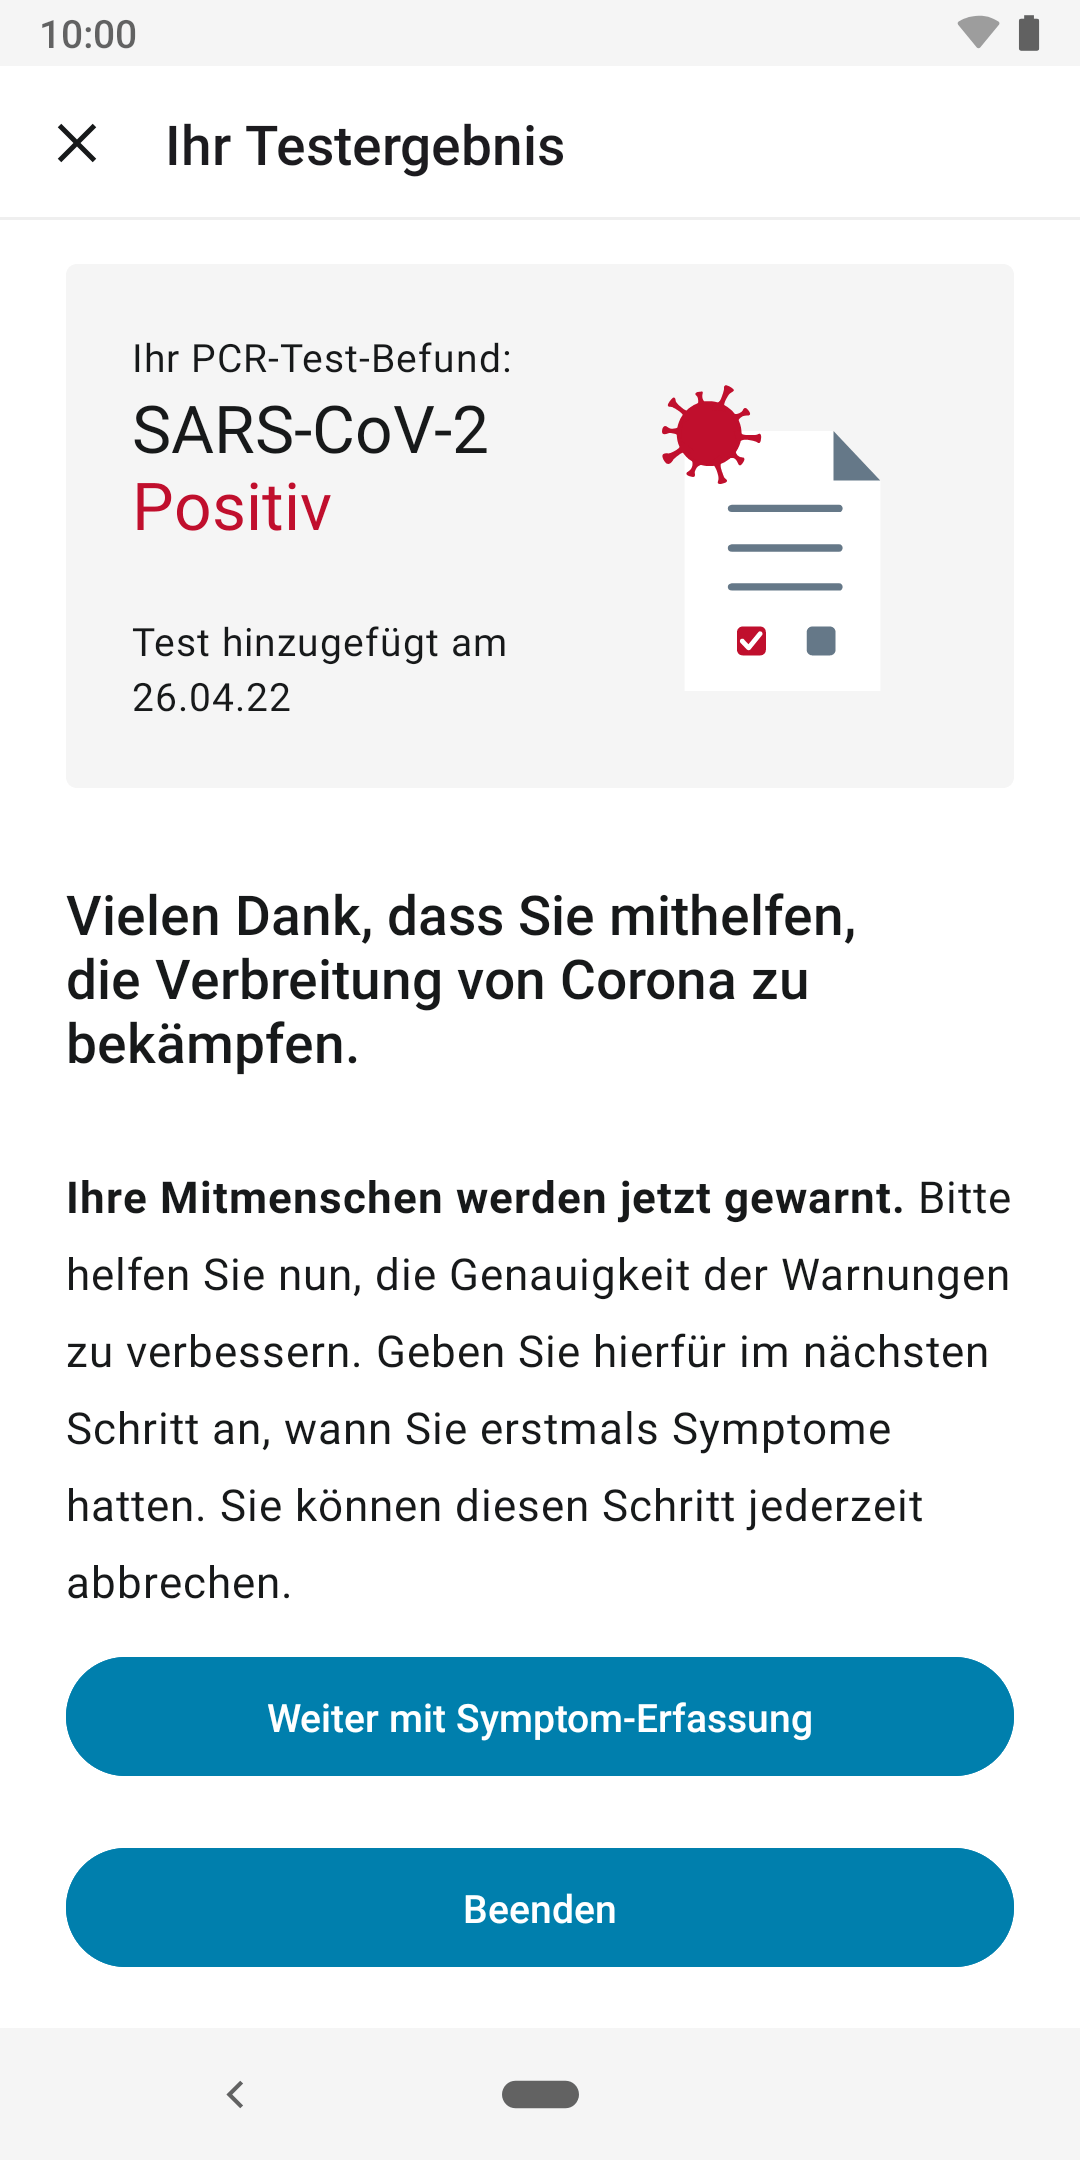 10:00
Ihr Testergebnis
Ihr PCR-Test-Befund:
SARS-CoV-2
Positiv
Test hinzugefügt am
26.04.22
Vielen Dank, dass Sie mithelfen,
die Verbreitung von Corona zu
bekämpfen.
Ihre Mitmenschen werden jetzt gewarnt. Bitte
helfen Sie nun, die Genauigkeit der Warnungen
zu verbessern. Geben Sie hierfür im nächsten
Schritt an, wann Sie erstmals Symptome
hatten. Sie können diesen Schritt jederzeit
abbrechen.
Weiter mit Symptom-Erfassung
Beenden